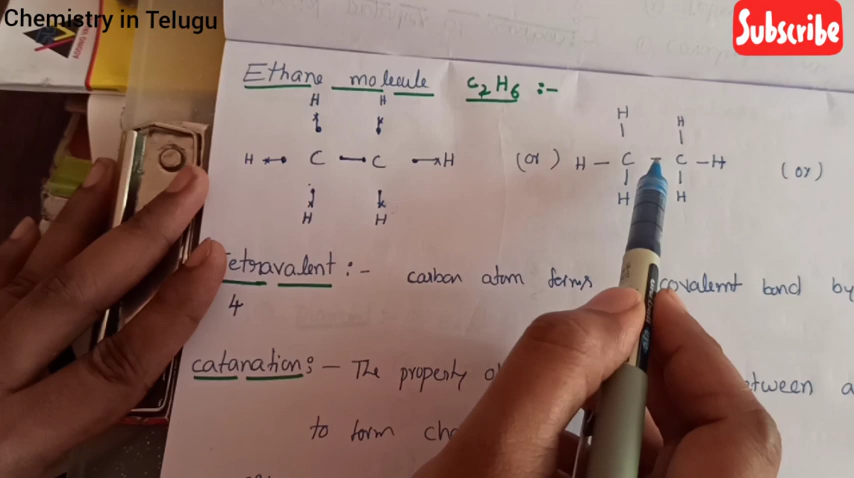 Chemistry in Telugu
Subscribe
Ethane molecule C2H6 :-
H H
H C C H (or) H - C - C - H (or)
H H
H H
H H
Tetravalent :- carbon atom forms covalent bond by
4
catanation :- The property
to form